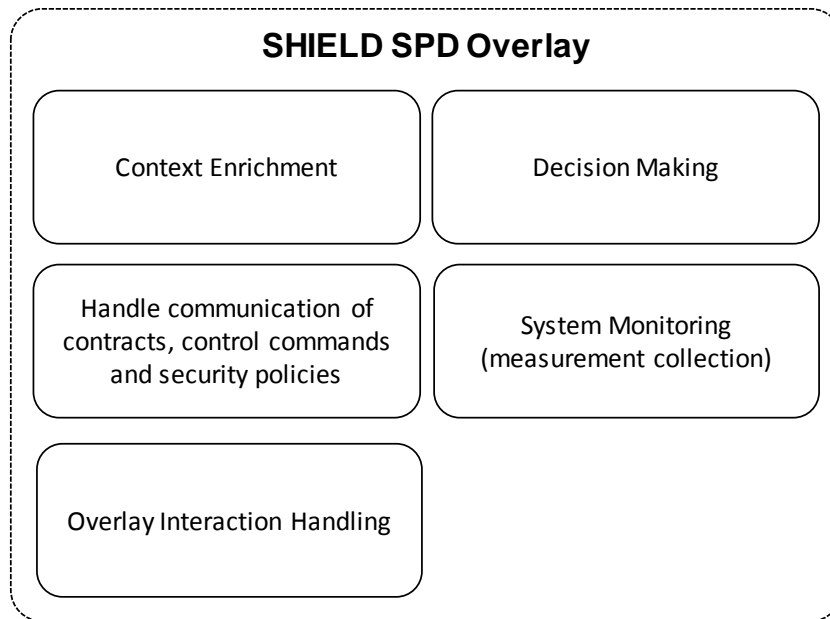 SHIELD SPD Overlay
Context Enrichment
Decision Making
Handle communication of
contracts, control commands
and security policies
System Monitoring
(measurement collection)
Overlay Interaction Handling